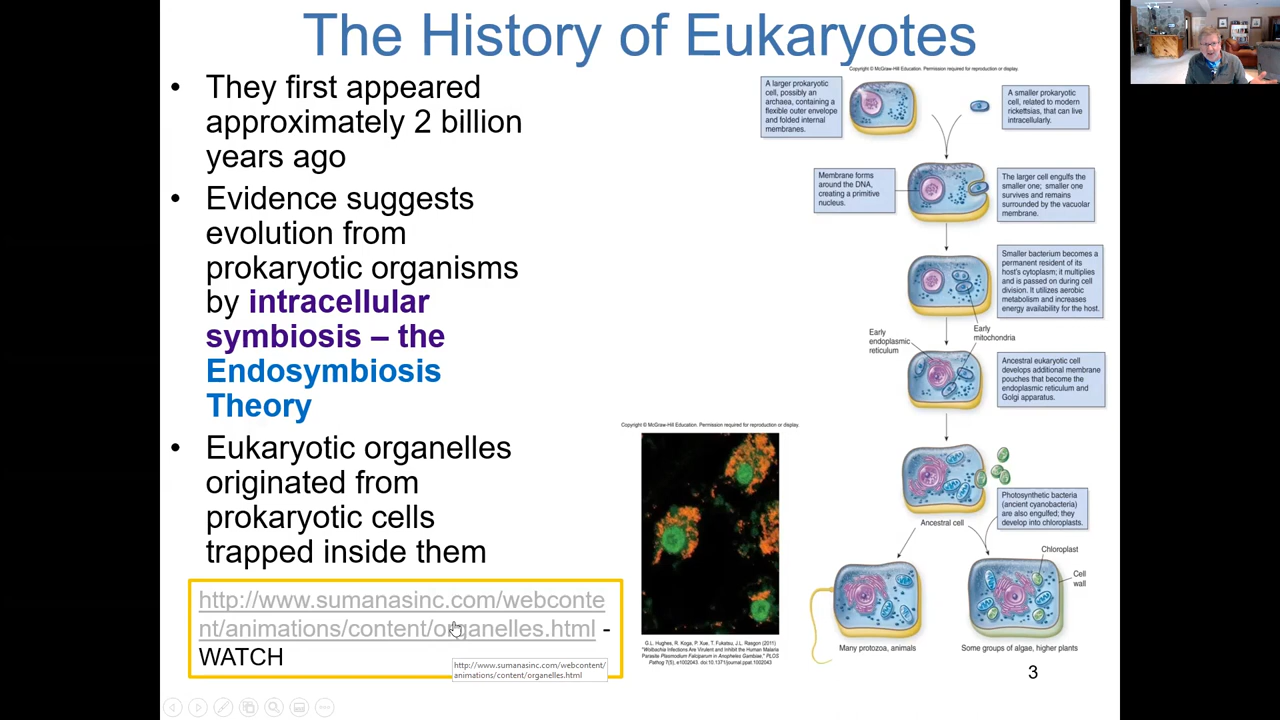 The History of Eukaryotes
• They first appeared
approximately 2 billion
years ago
• Evidence suggests
evolution from
prokaryotic organisms
by intracellular
symbiosis – the
Endosymbiosis
Theory
• Eukaryotic organelles
originated from
prokaryotic cells
trapped inside them
http://www.sumanasinc.com/webconte
nt/animations/content/organelles.html -
WATCH
http://www.sumanasinc.com/webcontent/
animations/content/organelles.html
Copyright © McGraw-Hill Education. Permission required for reproduction or display.
A larger prokaryotic
cell, possibly an
archaea, containing a
flexible outer envelope
and folded internal
membranes.
A smaller prokaryotic
cell, related to modern
rickettsias, that can live
intracellularly.
Membrane forms
around the DNA,
creating a primitive
nucleus.
The larger cell engulfs the
smaller one; smaller one
survives and remains
surrounded by the vacuolar
membrane.
Smaller bacterium becomes a
permanent resident of its
host's cytoplasm; it multiplies
and is passed on during cell
division. It utilizes aerobic
metabolism and increases
energy availability for the host.
Early
endoplasmic
reticulum
Early
mitochondria
Ancestral eukaryotic cell
develops additional membrane
pouches that become the
endoplasmic reticulum and
Golgi apparatus.
Photosynthetic bacteria
(ancient cyanobacteria)
are also engulfed; they
develop into chloroplasts.
Ancestral cell
Chloroplast
Cell
wall
Many protozoa, animals
Some groups of algae, higher plants
Copyright © McGraw-Hill Education. Permission required for reproduction or display.
G.L. Hughes, R. Koga, P. Xue, T. Fukatsu, J.L. Rasgon (2011)
"Wolbachia Infections Are Virulent and Inhibit the Human Malaria
Parasite Plasmodium Falciparum in Anopheles Gambiae." PLOS
Pathog 7(5), e1002043. doi:10.1371/journal.ppat.1002043
3